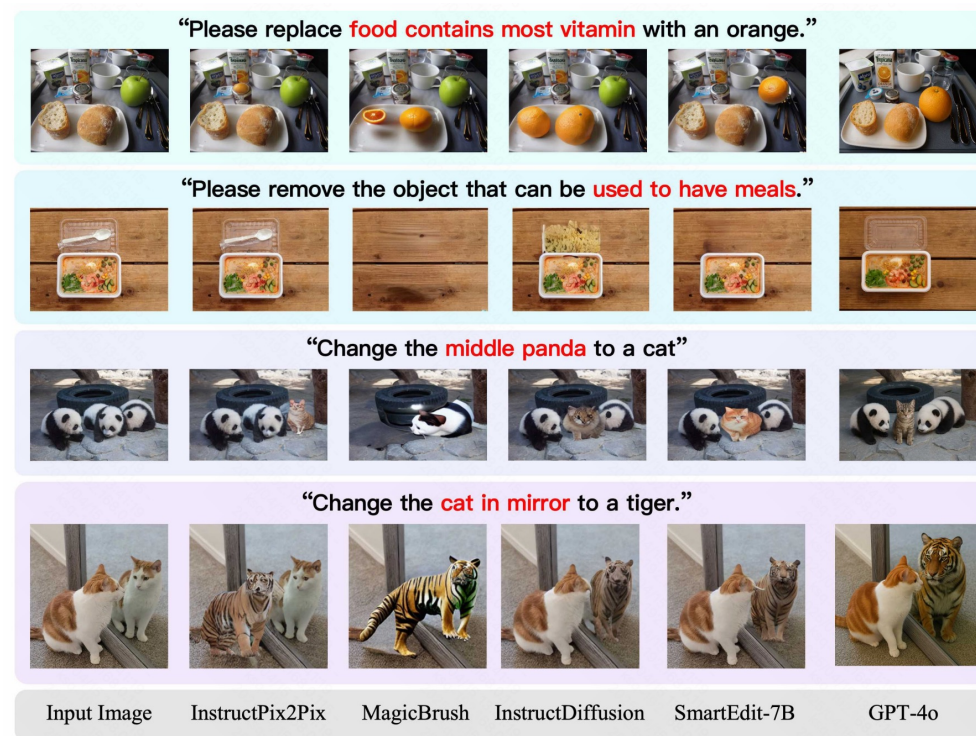 “Please replace food contains most vitamin with an orange.”
“Please remove the object that can be used to have meals.”
“Change the middle panda to a cat”
“Change the cat in mirror to a tiger.”
Input Image InstructPix2Pix MagicBrush InstructDiffusion SmartEdit-7B GPT-4o